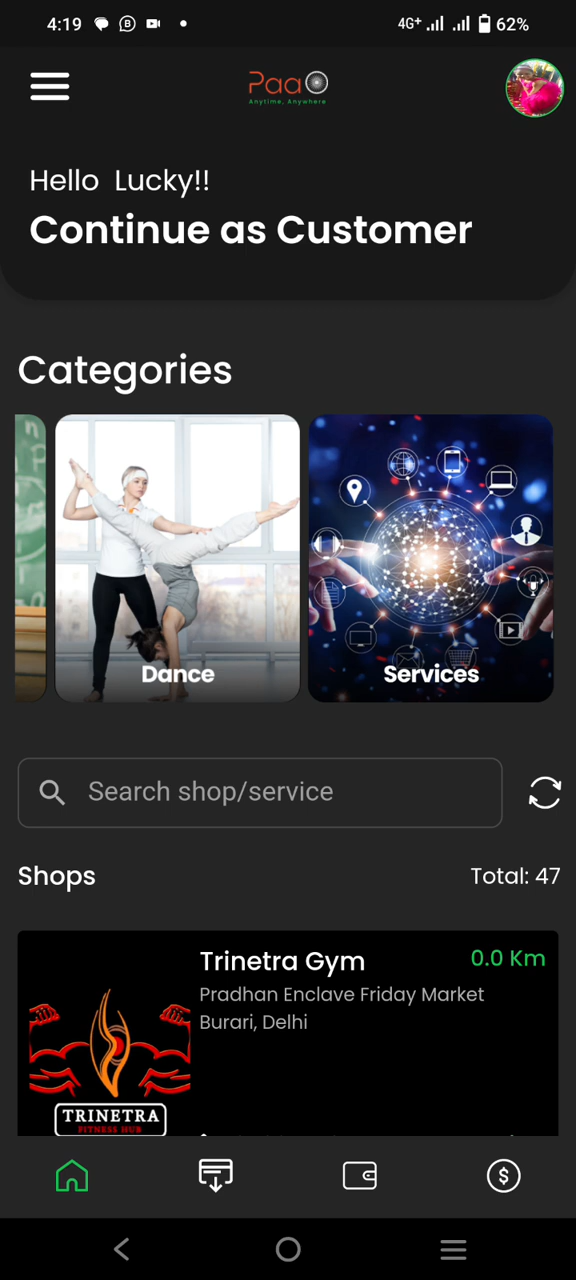 4:19
4G+
62%
PaaO
Anytime, Anywhere
Hello Lucky!!
Continue as Customer
Categories
Dance
Services
Search shop/service
Shops
Total: 47
Trinetra Gym
0.0 Km
Pradhan Enclave Friday Market
Burari, Delhi
TRINETRA
FITNESS HUB